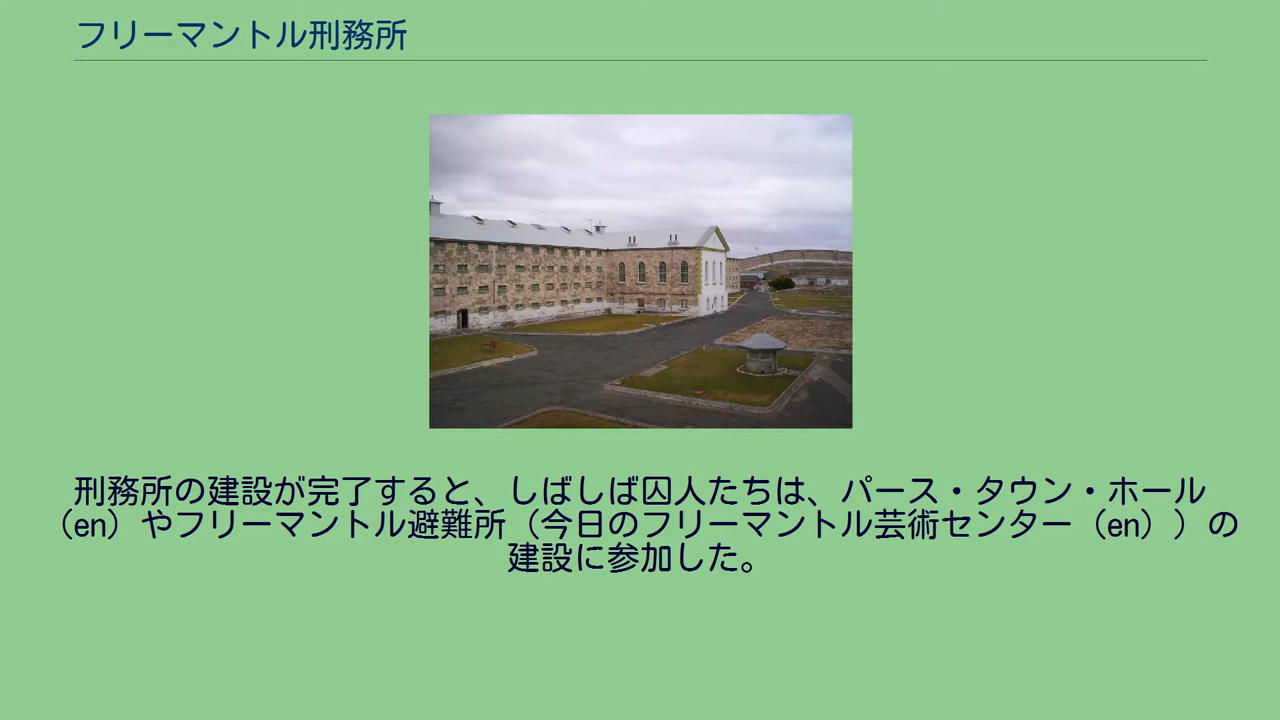 フリーマントル刑務所
刑務所の建設が完了すると、しばしば囚人たちは、パース・タウン・ホール
（en）やフリーマントル避難所（今日のフリーマントル芸術センター（en））の
建設に参加した。